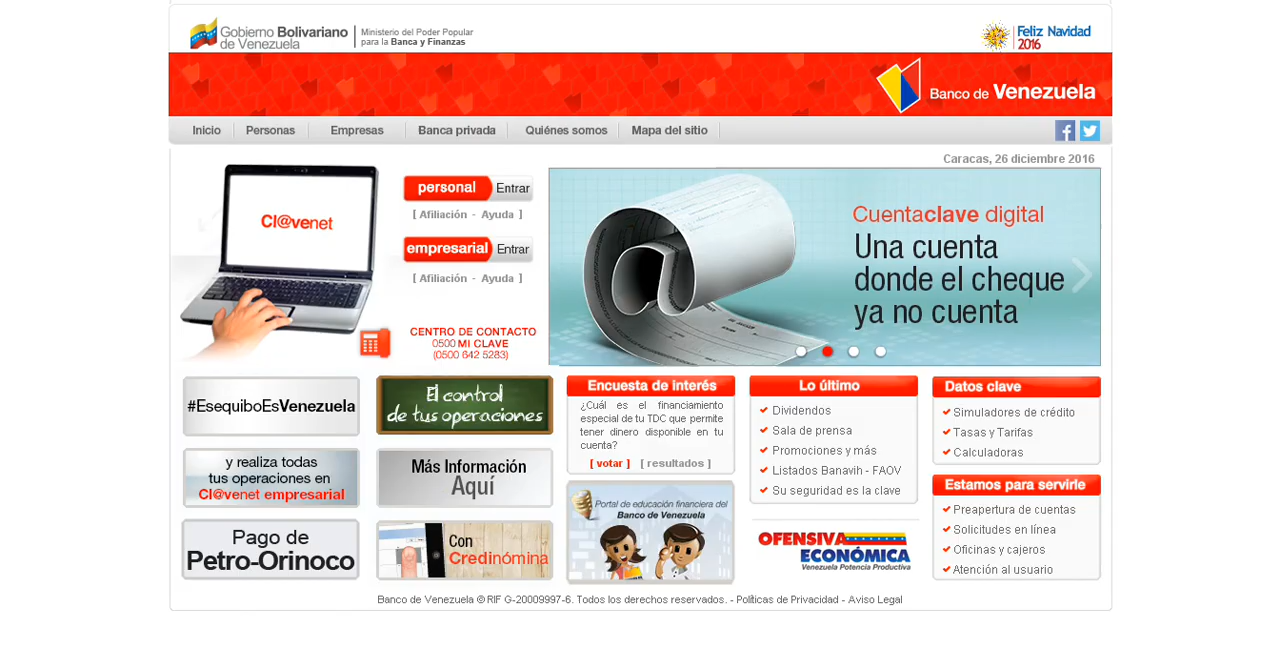 Gobierno Bolivariano
de Venezuela
Ministerio del Poder Popular
para la Banca y Finanzas
Feliz Navidad
2016
Banco de Venezuela
Inicio
Personas
Empresas
Banca privada
Quiénes somos
Mapa del sitio
Caracas, 26 diciembre 2016
Cl@venet
personal Entrar
[ Afiliación - Ayuda ]
empresarial Entrar
[ Afiliación - Ayuda ]
CENTRO DE CONTACTO
0500 MI CLAVE
(0500 642 5283)
Cuentaclave digital
Una cuenta
donde el cheque
ya no cuenta
#EsequiboEsVenezuela
y realiza todas
tus operaciones en
Cl@venet empresarial
Pago de
Petro-Orinoco
El control
de tus operaciones
Más Información
Aquí
Con
Credinómina
Encuesta de interés
¿Cuál es el financiamiento
especial de tu TDC que permite
tener dinero disponible en tu
cuenta?
[ votar ] [ resultados ]
Portal de educación financiera del
Banco de Venezuela
Lo último
Dividendos
Sala de prensa
Promociones y más
Listados Banavih - FAOV
Su seguridad es la clave
OFENSIVA
ECONÓMICA
Venezuela Potencia Productiva
Datos clave
Simuladores de crédito
Tasas y Tarifas
Calculadoras
Estamos para servirle
Preapertura de cuentas
Solicitudes en línea
Oficinas y cajeros
Atención al usuario
Banco de Venezuela © RIF G-20009997-6. Todos los derechos reservados. - Políticas de Privacidad - Aviso Legal